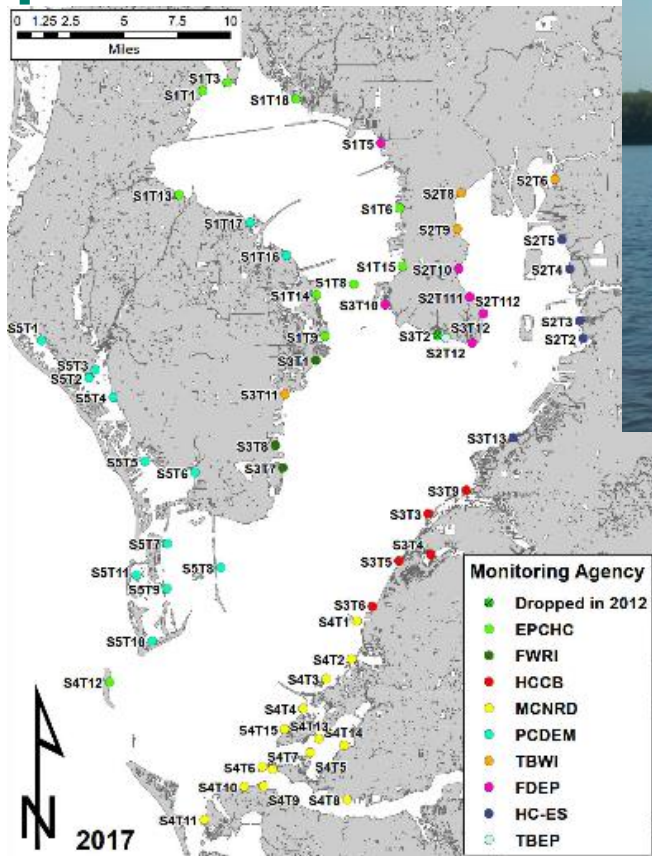 0 1.25 2.5 5 7.5 10
Miles
S1T3
S1T1
S1T18
S1T5
S2T6
S1T13
S2T8
S1T6
S1T17
S2T9
S2T5
S1T16
S1T15
S2T10
S2T4
S1T8
S1T14
S2T111
S2T112
S3T10
S2T3
S5T1
S1T9
S3T2
S3T12
S2T2
S2T12
S3T1
S5T3
S5T2
S5T4
S3T11
S3T13
S3T8
S5T5
S5T6
S3T7
S3T9
S3T3
S5T7
S3T4
S3T5
S5T11
S5T8
S5T9
S3T6
S4T1
S5T10
S4T2
S4T12
S4T3
S4T4
S4T15
S4T13
S4T14
S4T7
S4T5
S4T6
S4T10
S4T9
S4T8
S4T11
Monitoring Agency
Dropped in 2012
EPCHC
FWRI
HCCB
MCNRD
PCDEM
TBWI
FDEP
HC-ES
TBEP
N
2017